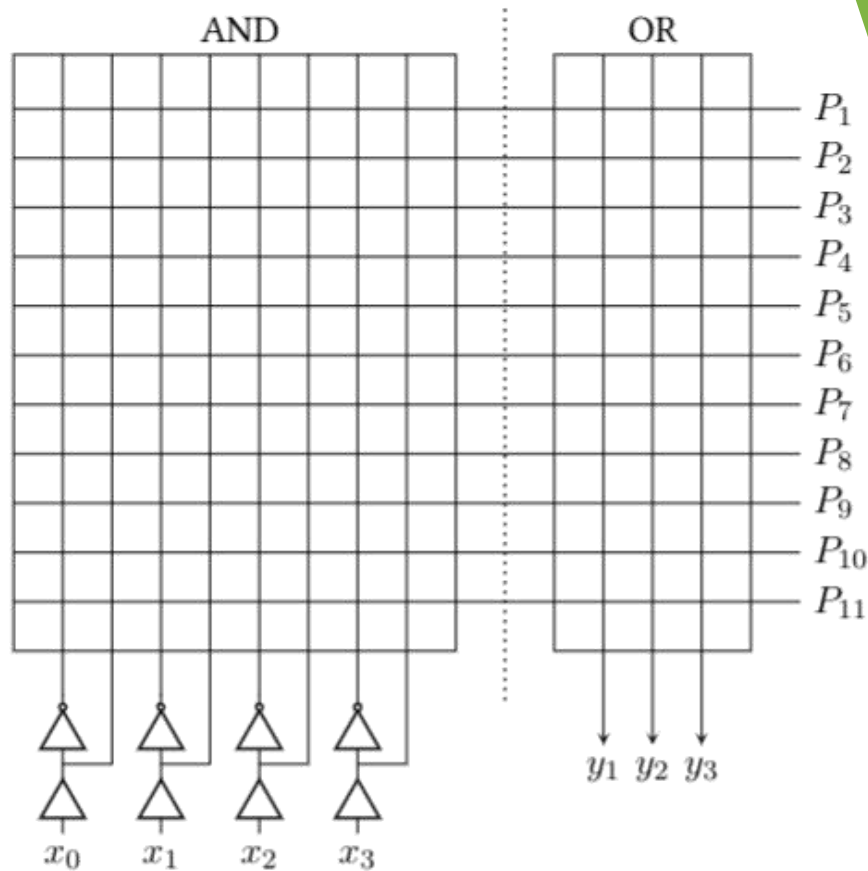 AND OR
P₁
P₂
P₃
P₄
P₅
P₆
P₇
P₈
P₉
P₁₀
P₁₁
y₁ y₂ y₃
x₀ x₁ x₂ x₃